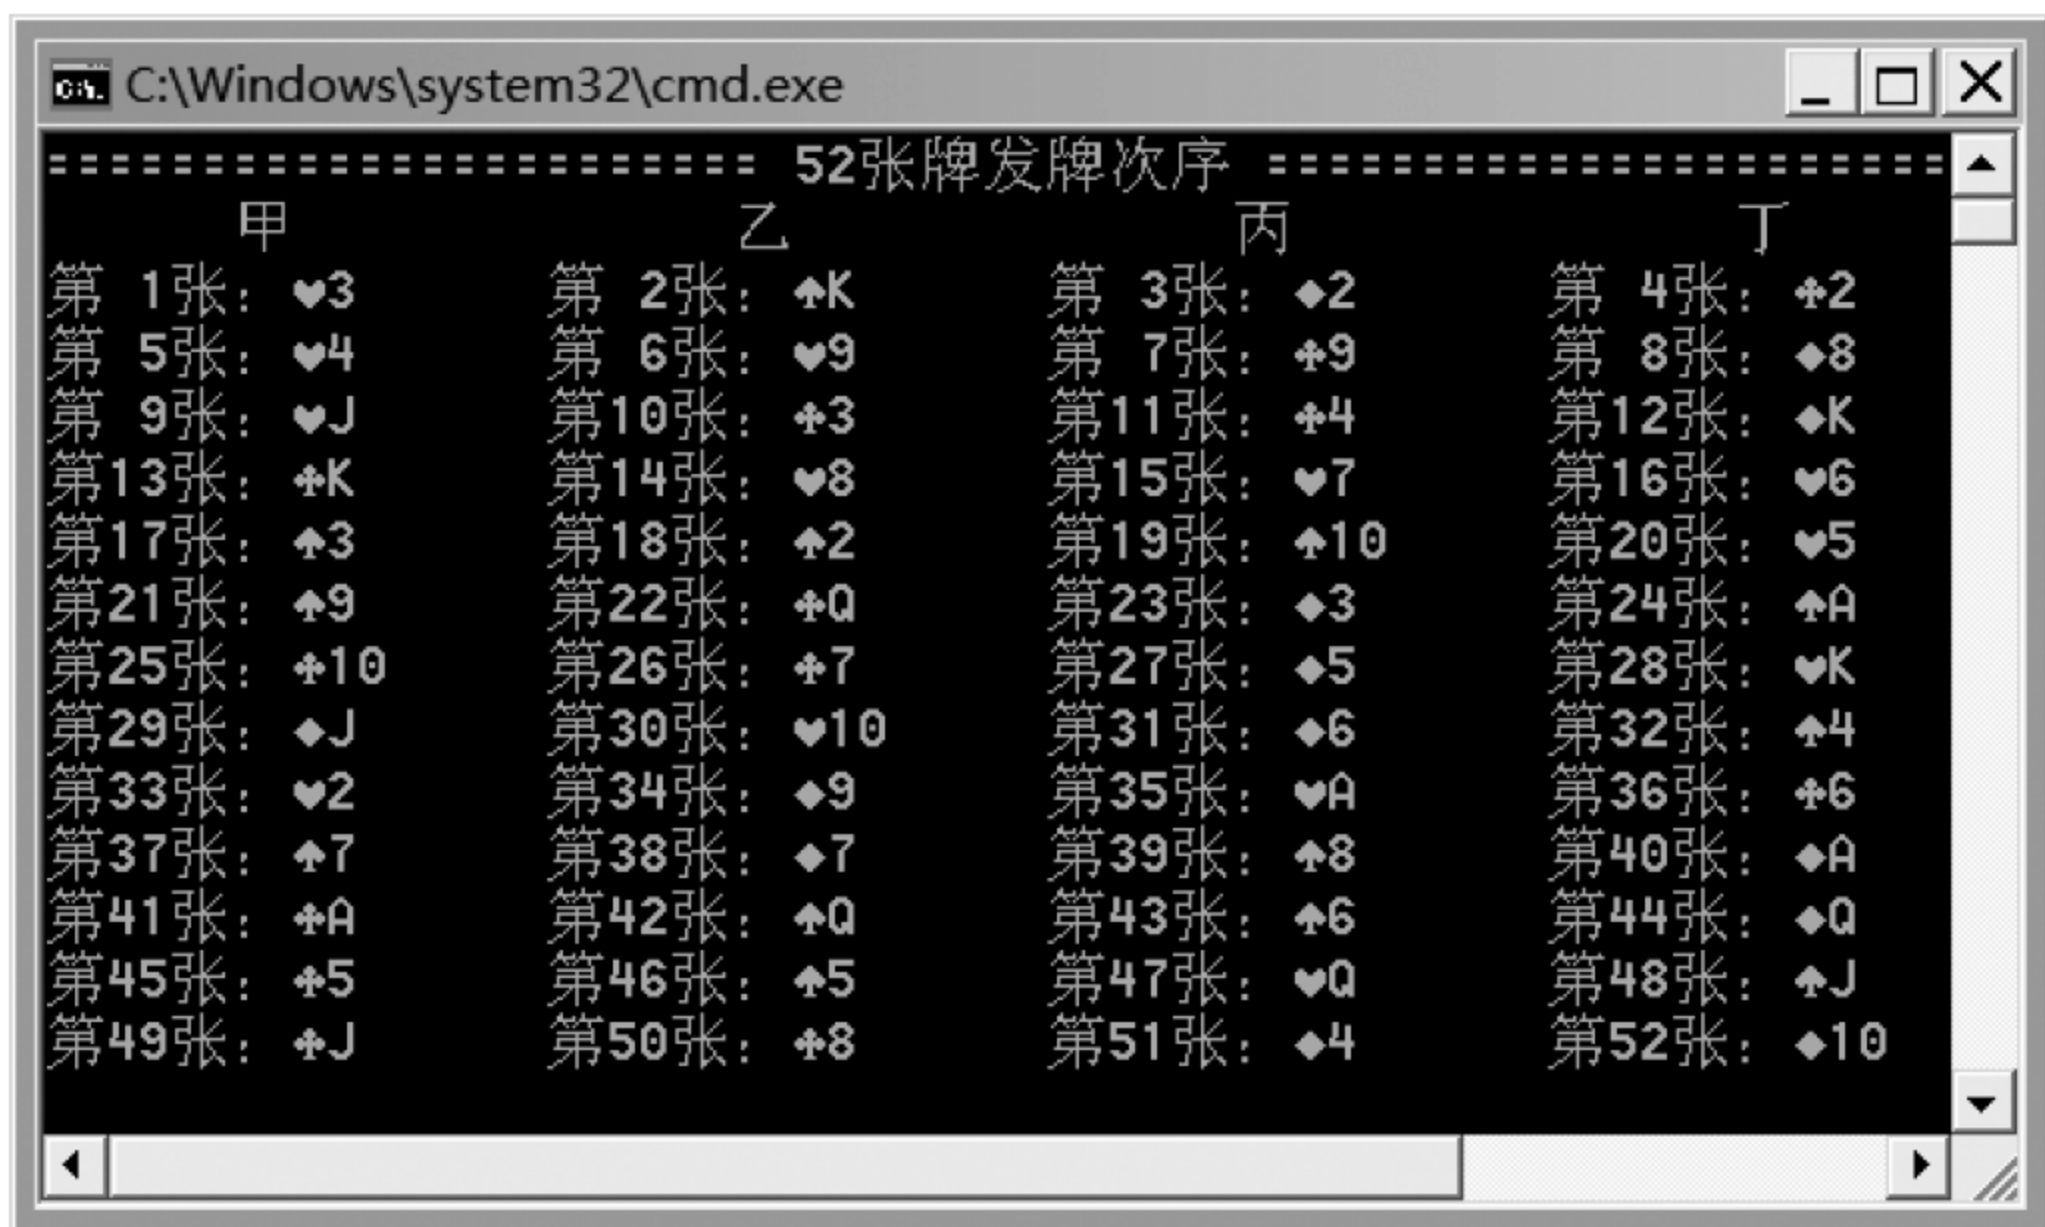 C:\Windows\system32\cmd.exe
======================= 52张牌发牌次序 ======================
甲 乙 丙 丁
第 1张: ♥3 第 2张: ♠K 第 3张: ♦2 第 4张: ♣2
第 5张: ♥4 第 6张: ♥9 第 7张: ♣9 第 8张: ♦8
第 9张: ♥J 第10张: ♣3 第11张: ♣4 第12张: ♦K
第13张: ♣K 第14张: ♥8 第15张: ♥7 第16张: ♥6
第17张: ♠3 第18张: ♠2 第19张: ♠10 第20张: ♥5
第21张: ♠9 第22张: ♣Q 第23张: ♦3 第24张: ♠A
第25张: ♣10 第26张: ♣7 第27张: ♦5 第28张: ♥K
第29张: ♦J 第30张: ♥10 第31张: ♦6 第32张: ♠4
第33张: ♥2 第34张: ♦9 第35张: ♥A 第36张: ♣6
第37张: ♠7 第38张: ♦7 第39张: ♠8 第40张: ♦A
第41张: ♣A 第42张: ♠Q 第43张: ♠6 第44张: ♦Q
第45张: ♣5 第46张: ♠5 第47张: ♥Q 第48张: ♠J
第49张: ♣J 第50张: ♣8 第51张: ♦4 第52张: ♦10